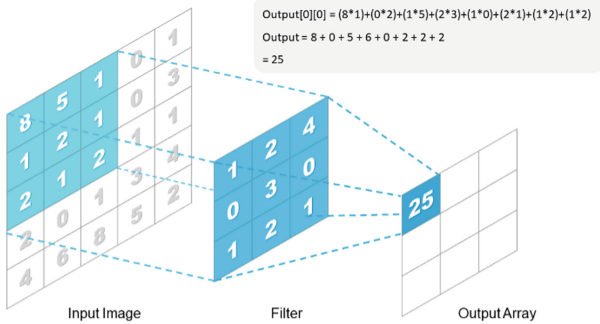 Output[0][0] = (8*1)+(0*2)+(1*5)+(2*3)+(1*0)+(2*1)+(1*2)+(1*2)
Output = 8 + 0 + 5 + 6 + 0 + 2 + 2 + 2
= 25
8 5 1 0 1
1 2 1 0 3
2 1 2 1 1
2 0 1 3 4
4 6 8 5 2
1 2 4
0 3 0
1 2 1
25
Input Image
Filter
Output Array